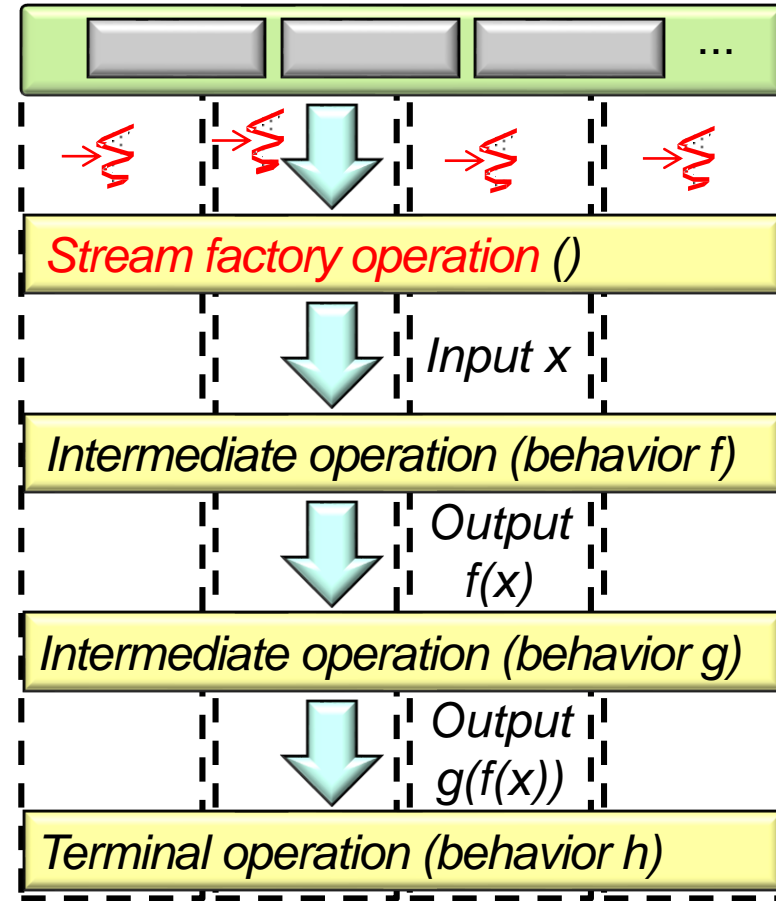 ...
Stream factory operation ()
Input x
Intermediate operation (behavior f)
Output
f(x)
Intermediate operation (behavior g)
Output
g(f(x))
Terminal operation (behavior h)